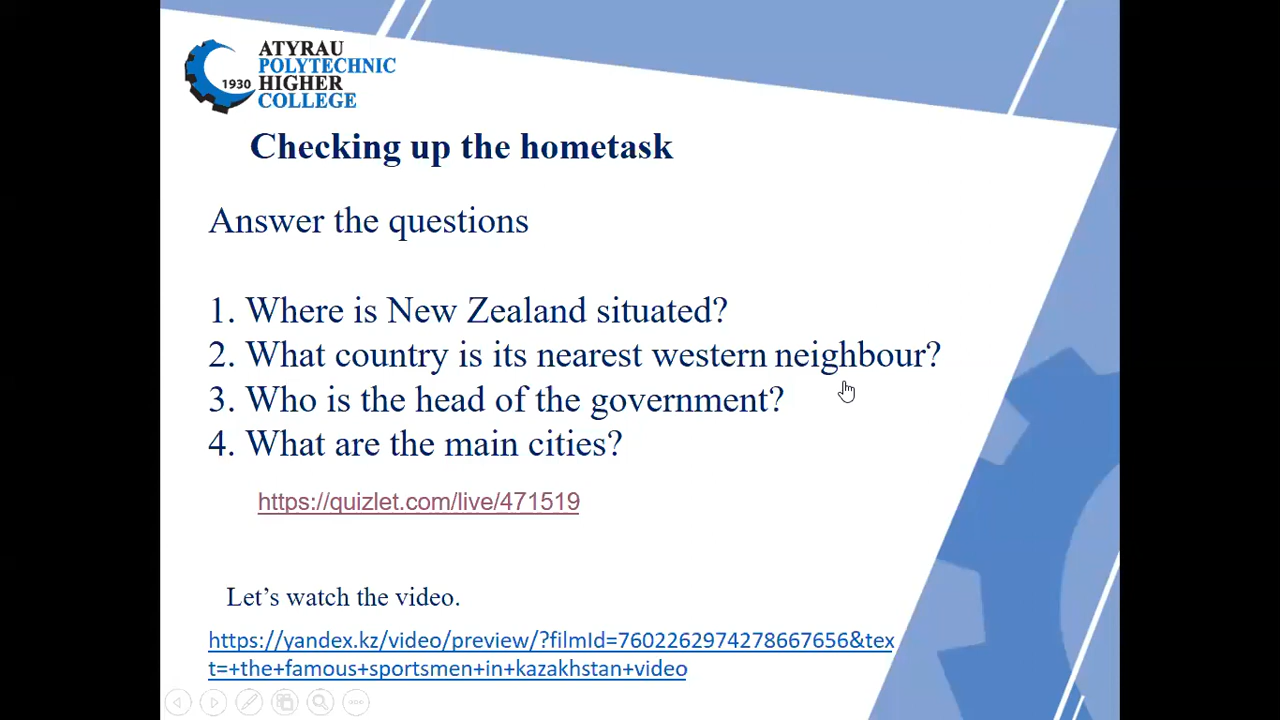 ATYRAU
POLYTECHNIC
1930 HIGHER
COLLEGE
Checking up the hometask
Answer the questions
1. Where is New Zealand situated?
2. What country is its nearest western neighbour?
3. Who is the head of the government?
4. What are the main cities?
https://quizlet.com/live/471519
Let’s watch the video.
https://yandex.kz/video/preview/?filmId=7602262974278667656&tex
t=+the+famous+sportsmen+in+kazakhstan+video